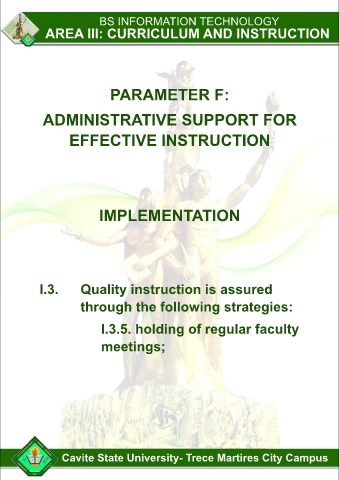 BS INFORMATION TECHNOLOGY
AREA III: CURRICULUM AND INSTRUCTION
PARAMETER F:
ADMINISTRATIVE SUPPORT FOR
EFFECTIVE INSTRUCTION
IMPLEMENTATION
I.3. Quality instruction is assured
through the following strategies:
I.3.5. holding of regular faculty
meetings;
Cavite State University- Trece Martires City Campus